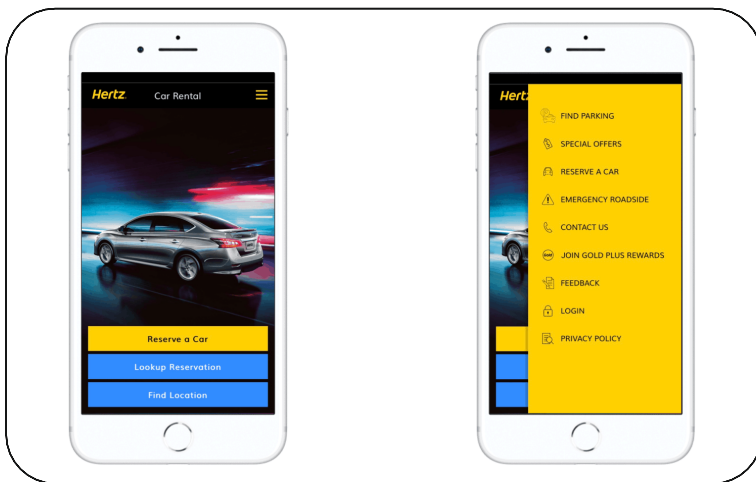 Hertz. Car Rental
Reserve a Car
Lookup Reservation
Find Location
Hertz
FIND PARKING
SPECIAL OFFERS
RESERVE A CAR
EMERGENCY ROADSIDE
CONTACT US
JOIN GOLD PLUS REWARDS
FEEDBACK
LOGIN
PRIVACY POLICY